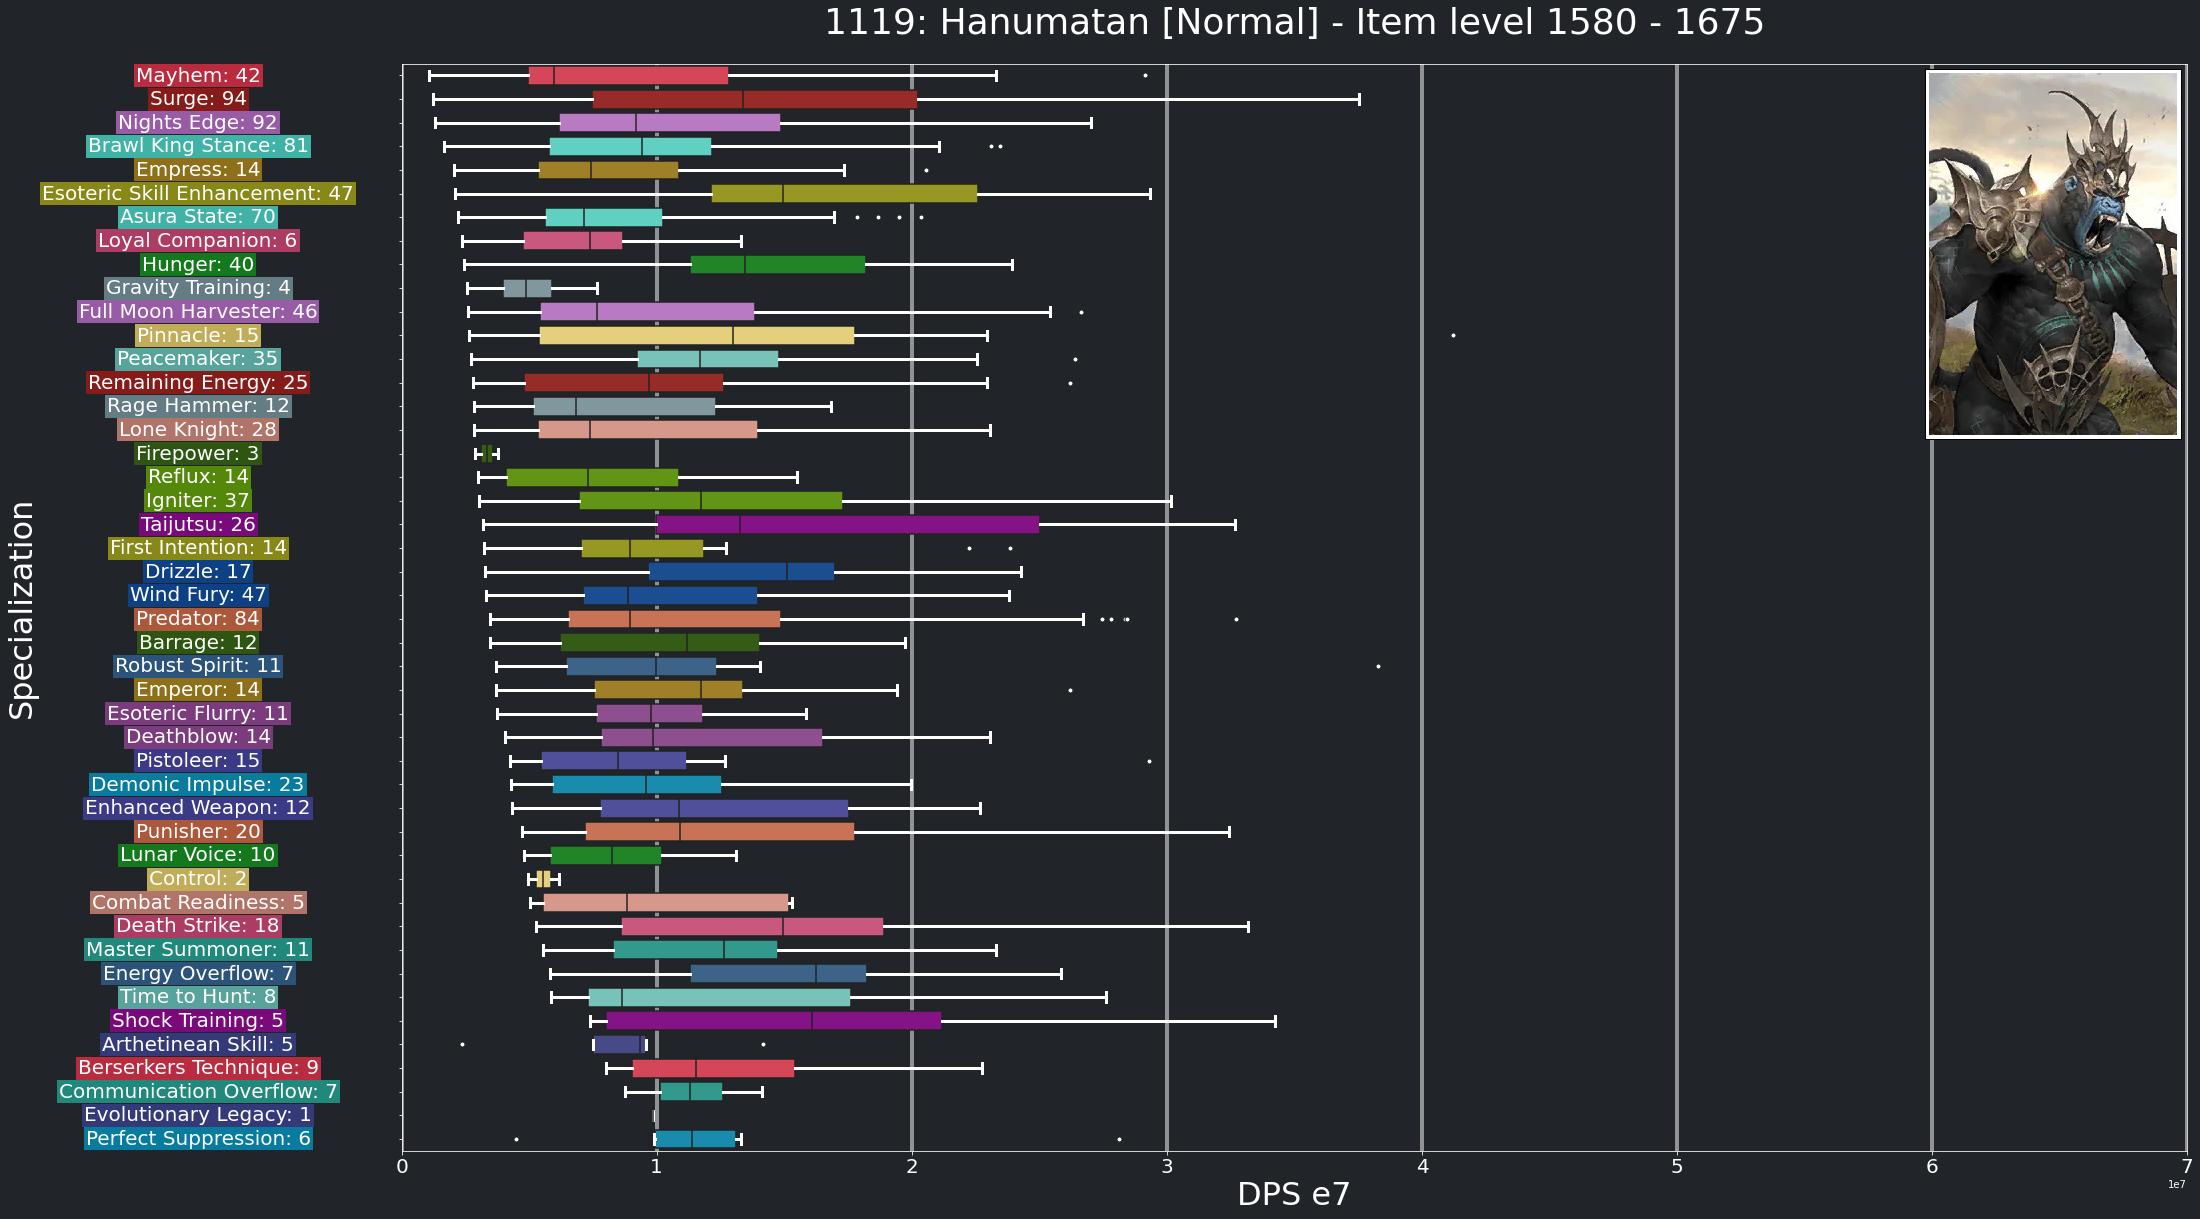 1119: Hanumatan [Normal] - Item level 1580 - 1675
Specialization
Mayhem: 42
Surge: 94
Nights Edge: 92
Brawl King Stance: 81
Empress: 14
Esoteric Skill Enhancement: 47
Asura State: 70
Loyal Companion: 6
Hunger: 40
Gravity Training: 4
Full Moon Harvester: 46
Pinnacle: 15
Peacemaker: 35
Remaining Energy: 25
Rage Hammer: 12
Lone Knight: 28
Firepower: 3
Reflux: 14
Igniter: 37
Taijutsu: 26
First Intention: 14
Drizzle: 17
Wind Fury: 47
Predator: 84
Barrage: 12
Robust Spirit: 11
Emperor: 14
Esoteric Flurry: 11
Deathblow: 14
Pistoleer: 15
Demonic Impulse: 23
Enhanced Weapon: 12
Punisher: 20
Lunar Voice: 10
Control: 2
Combat Readiness: 5
Death Strike: 18
Master Summoner: 11
Energy Overflow: 7
Time to Hunt: 8
Shock Training: 5
Arthetinean Skill: 5
Berserkers Technique: 9
Communication Overflow: 7
Evolutionary Legacy: 1
Perfect Suppression: 6
0 1 2 3 4 5 6 7
1e7
DPS e7